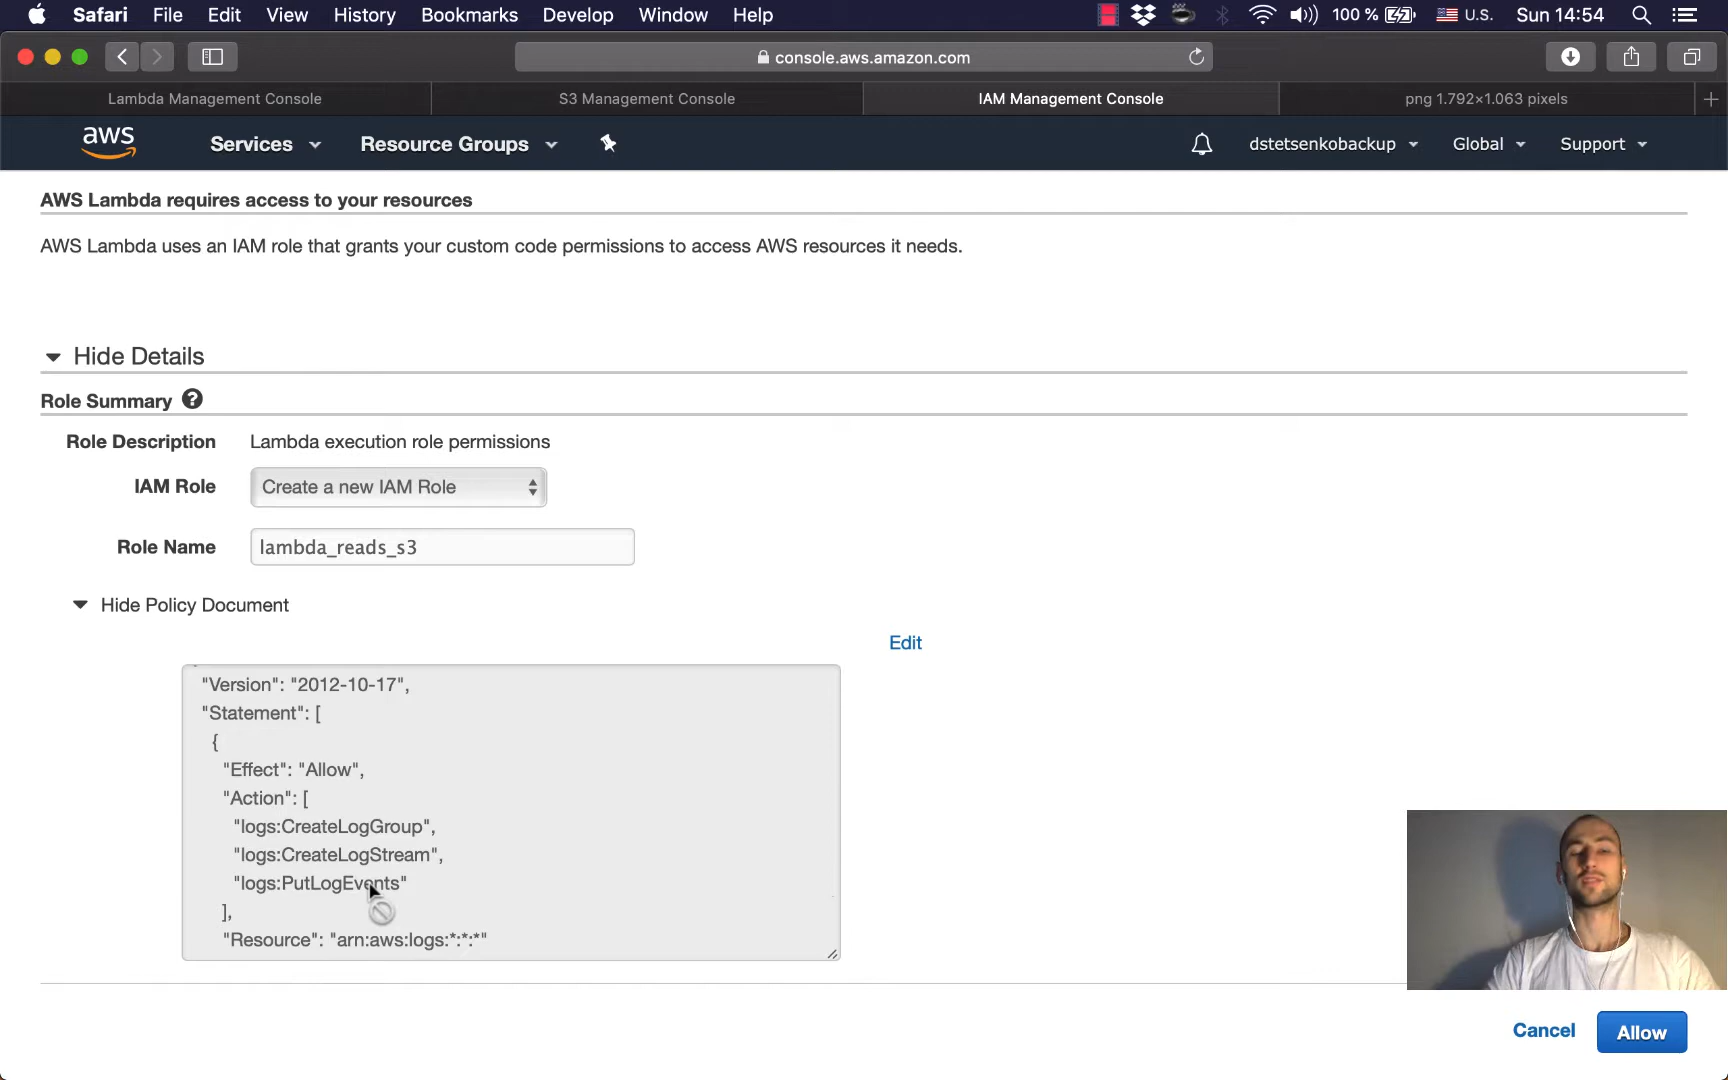 Safari File Edit View History Bookmarks Develop Window Help 100 % U.S. Sun 14:54
console.aws.amazon.com
Lambda Management Console S3 Management Console IAM Management Console png 1.792×1.063 pixels
aws Services Resource Groups dstetsenkobackup Global Support
AWS Lambda requires access to your resources
AWS Lambda uses an IAM role that grants your custom code permissions to access AWS resources it needs.
Hide Details
Role Summary ?
Role Description Lambda execution role permissions
IAM Role Create a new IAM Role
Role Name lambda_reads_s3
Hide Policy Document
Edit
"Version": "2012-10-17",
"Statement": [
{
"Effect": "Allow",
"Action": [
"logs:CreateLogGroup",
"logs:CreateLogStream",
"logs:PutLogEvents"
],
"Resource": "arn:aws:logs:*:*:*"
Cancel Allow